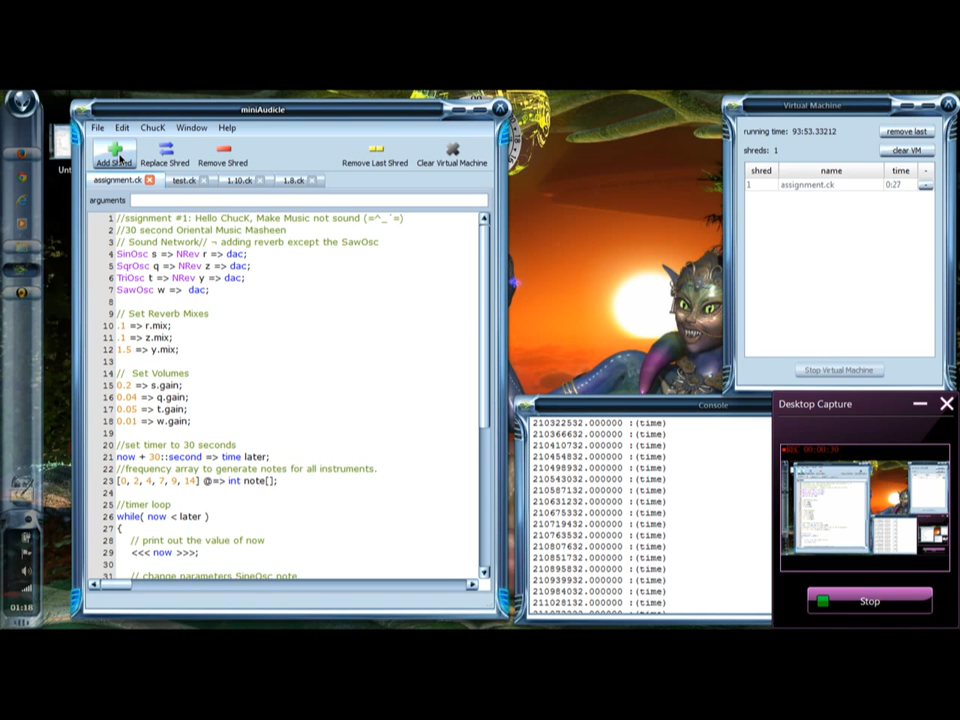 miniAudicle
File Edit ChucK Window Help
Add Shred Replace Shred Remove Shred Remove Last Shred Clear Virtual Machine
assignment.ck test.ck 1.10.ck 1.8.ck
arguments
1 //ssignment #1: Hello ChucK, Make Music not sound (=^_`=)
2 //30 second Oriental Music Masheen
3 // Sound Network// ¬ adding reverb except the SawOsc
4 SinOsc s => NRev r => dac;
5 SqrOsc q => NRev z => dac;
6 TriOsc t => NRev y => dac;
7 SawOsc w =>  dac;
8
9 // Set Reverb Mixes
10 .1 => r.mix;
11 .1 => z.mix;
12 1.5 => y.mix;
13
14 //  Set Volumes
15 0.2 => s.gain;
16 0.04 => q.gain;
17 0.05 => t.gain;
18 0.01 => w.gain;
19
20 //set timer to 30 seconds
21 now + 30::second => time later;
22 //frequency array to generate notes for all instruments.
23 [0, 2, 4, 7, 9, 14] @=> int note[];
24
25 //timer loop
26 while( now < later )
27 {
28 // print out the value of now
29 <<< now >>>;
30
31 // change parameters SineOsc note
Virtual Machine
running time: 93:53.33212 remove last
shreds: 1 clear VM
shred name time -
1 assignment.ck 0:27 -
Stop Virtual Machine
Console
210322532.000000 :(time)
210366632.000000 :(time)
210410732.000000 :(time)
210454832.000000 :(time)
210498932.000000 :(time)
210543032.000000 :(time)
210587132.000000 :(time)
210631232.000000 :(time)
210675332.000000 :(time)
210719432.000000 :(time)
210763532.000000 :(time)
210807632.000000 :(time)
210851732.000000 :(time)
210895832.000000 :(time)
210939932.000000 :(time)
210984032.000000 :(time)
211028132.000000 :(time)
Desktop Capture
00:00:30
Stop
Unt
01:18